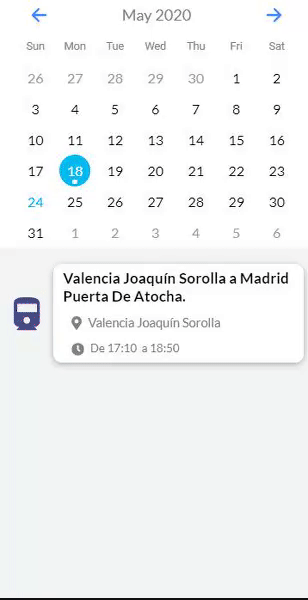 May 2020
Sun Mon Tue Wed Thu Fri Sat
26 27 28 29 30 1 2
3 4 5 6 7 8 9
10 11 12 13 14 15 16
17 18 19 20 21 22 23
24 25 26 27 28 29 30
31 1 2 3 4 5 6
Valencia Joaquín Sorolla a Madrid
Puerta De Atocha.
Valencia Joaquín Sorolla
De 17:10 a 18:50